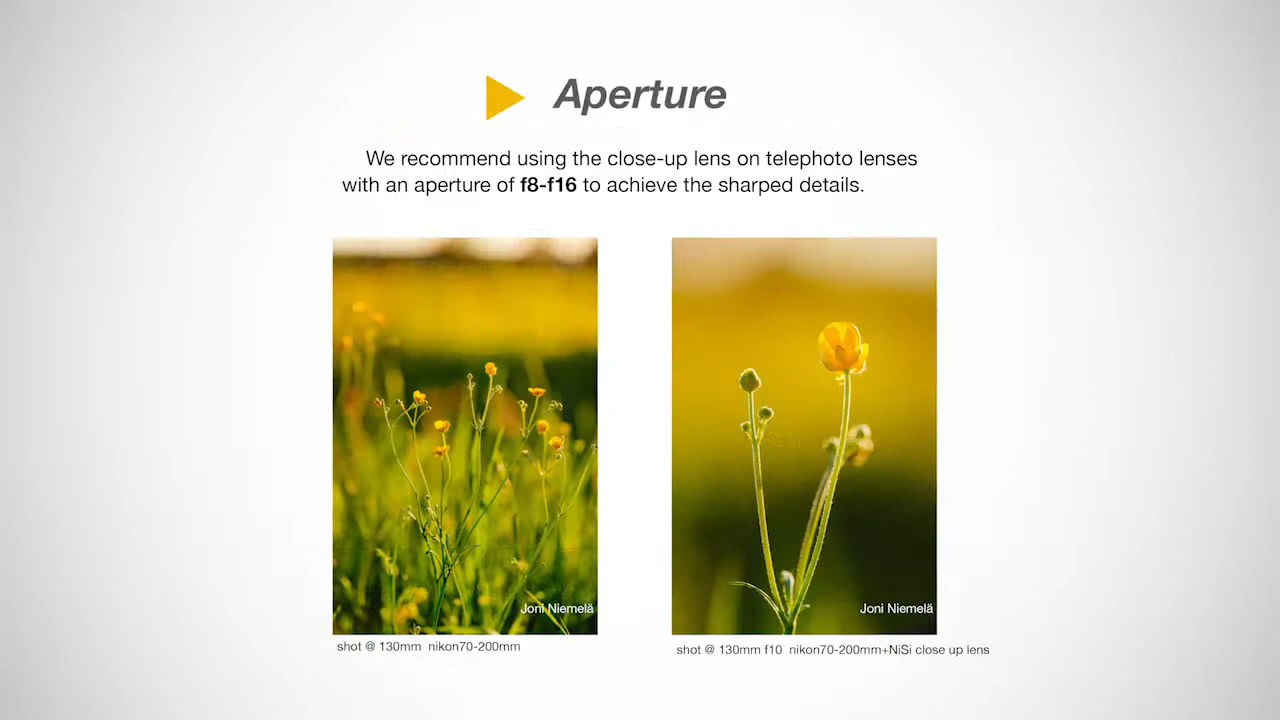 Aperture
We recommend using the close-up lens on telephoto lenses
with an aperture of f8-f16 to achieve the sharped details.
Joni Niemelä
Joni Niemelä
shot @ 130mm nikon70-200mm
shot @ 130mm f10 nikon70-200mm+NiSi close up lens